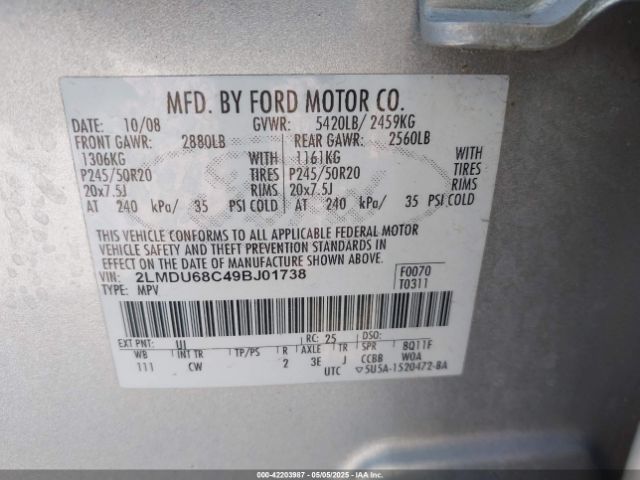 MFD. BY FORD MOTOR CO.
DATE: 10/08 GVWR: 5420LB/ 2459KG
FRONT GAWR: 2880LB REAR GAWR: 2560LB
1306KG WITH 1161KG WITH
P245/50R20 TIRES P245/50R20 TIRES
20x7.5J RIMS 20x7.5J RIMS
AT 240 kPa/ 35 PSI COLD AT 240 kPa/ 35 PSI COLD
THIS VEHICLE CONFORMS TO ALL APPLICABLE FEDERAL MOTOR
VEHICLE SAFETY AND THEFT PREVENTION STANDARDS IN
EFFECT ON THE DATE OF MANUFACTURE SHOWN ABOVE.
VIN: 2LMDU68C49BJ01738 F0070
TYPE: MPV T0311
EXT PNT: UI RC: 25 DSO:
WB INT TR TP/PS R AXLE TR SPR 8Q11F
111 CW 2 3E J CCBB WOA
UTC ▽5U5A-1520472-BA
000-42203987 05/05/2025 IAAI.COM